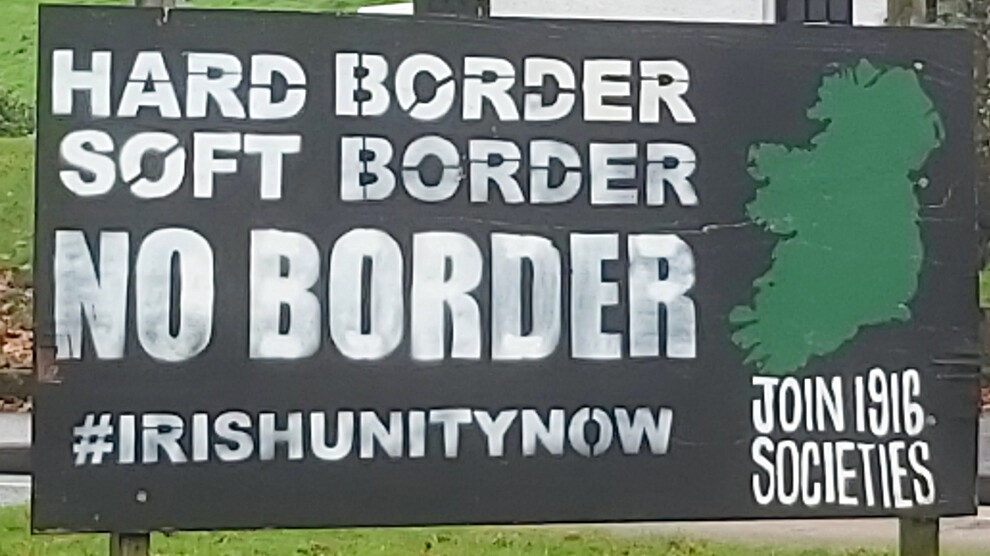 HARD BORDER
SOFT BORDER
NO BORDER
#IRISHUNITYNOW
JOIN 1916
SOCIETIES